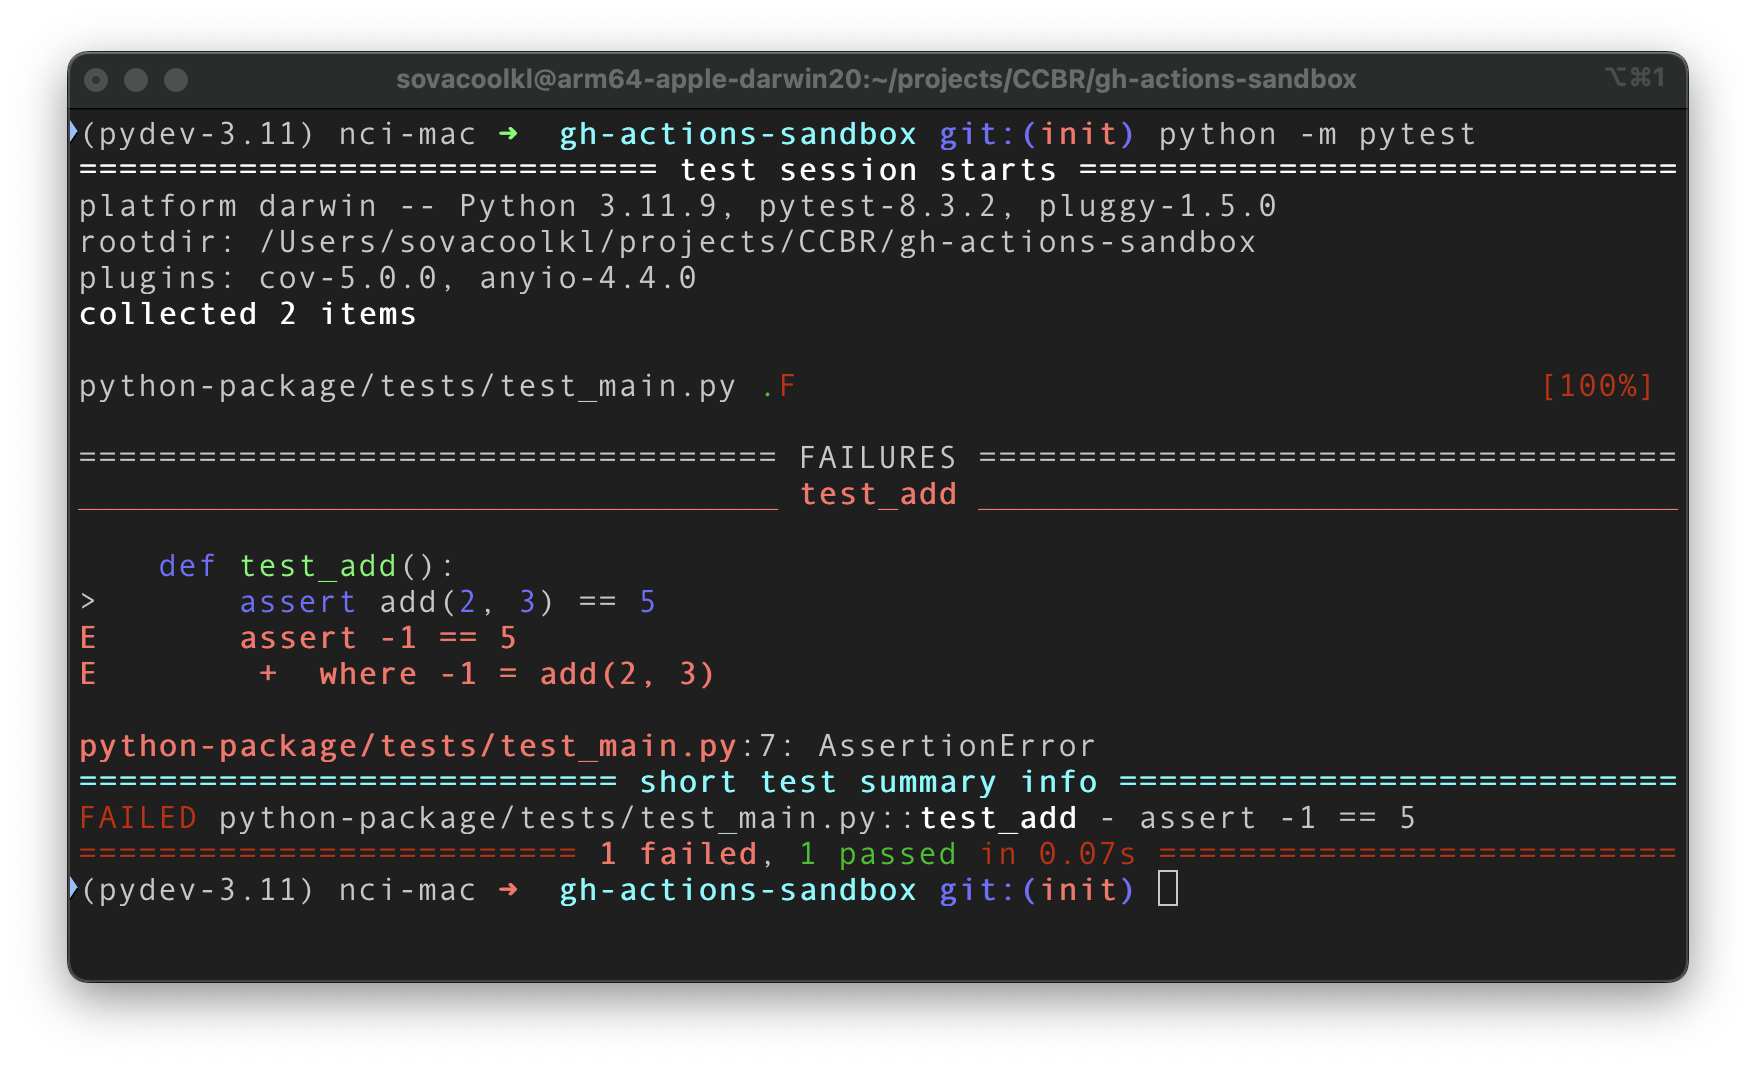 sovacoolkl@arm64-apple-darwin20:~/projects/CCBR/gh-actions-sandbox ⌥⌘1
(pydev-3.11) nci-mac ➜  gh-actions-sandbox git:(init) python -m pytest
============================= test session starts ==============================
platform darwin -- Python 3.11.9, pytest-8.3.2, pluggy-1.5.0
rootdir: /Users/sovacoolkl/projects/CCBR/gh-actions-sandbox
plugins: cov-5.0.0, anyio-4.4.0
collected 2 items
python-package/tests/test_main.py .F                                     [100%]
=================================== FAILURES ===================================
___________________________________ test_add ___________________________________
    def test_add():
>       assert add(2, 3) == 5
E       assert -1 == 5
E        +  where -1 = add(2, 3)
python-package/tests/test_main.py:7: AssertionError
=========================== short test summary info ============================
FAILED python-package/tests/test_main.py::test_add - assert -1 == 5
========================= 1 failed, 1 passed in 0.07s ==========================
(pydev-3.11) nci-mac ➜  gh-actions-sandbox git:(init)